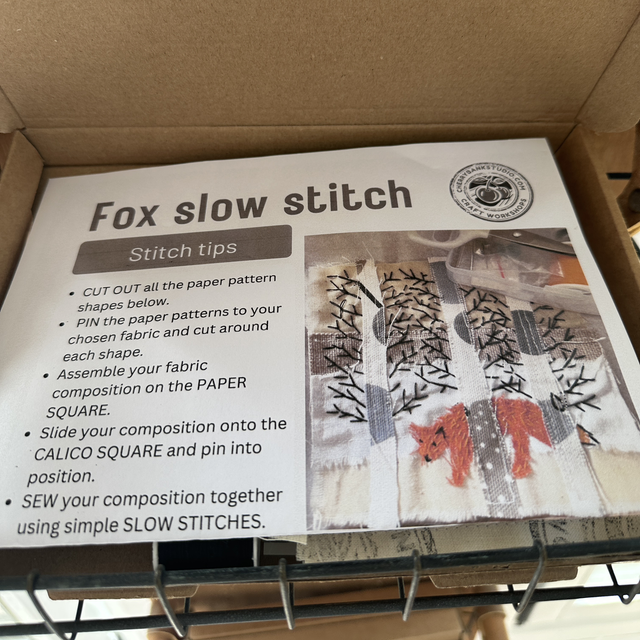 Fox slow stitch
CHERRYBANKSTUDIO.COM
CRAFT WORKSHOPS
Stitch tips
• CUT OUT all the paper pattern
shapes below.
• PIN the paper patterns to your
chosen fabric and cut around
each shape.
• Assemble your fabric
composition on the PAPER
SQUARE.
• Slide your composition onto the
CALICO SQUARE and pin into
position.
• SEW your composition together
using simple SLOW STITCHES.